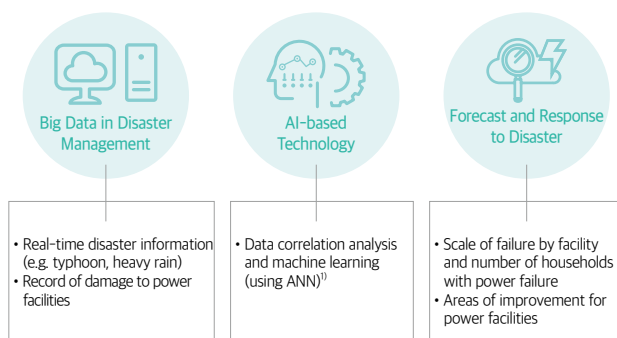 Big Data in Disaster
Management
AI-based
Technology
Forecast and Response
to Disaster
• Real-time disaster information
(e.g. typhoon, heavy rain)
• Record of damage to power
facilities
• Data correlation analysis
and machine learning
(using ANN)1)
• Scale of failure by facility
and number of households
with power failure
• Areas of improvement for
power facilities